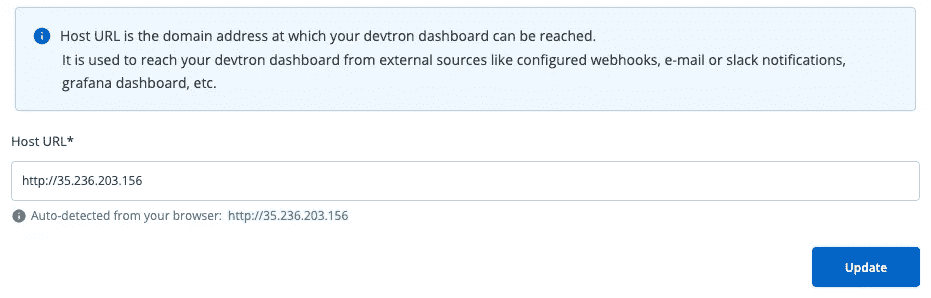 Host URL is the domain address at which your devtron dashboard can be reached.
It is used to reach your devtron dashboard from external sources like configured webhooks, e-mail or slack notifications,
grafana dashboard, etc.
Host URL*
http://35.236.203.156
Auto-detected from your browser: http://35.236.203.156
Update